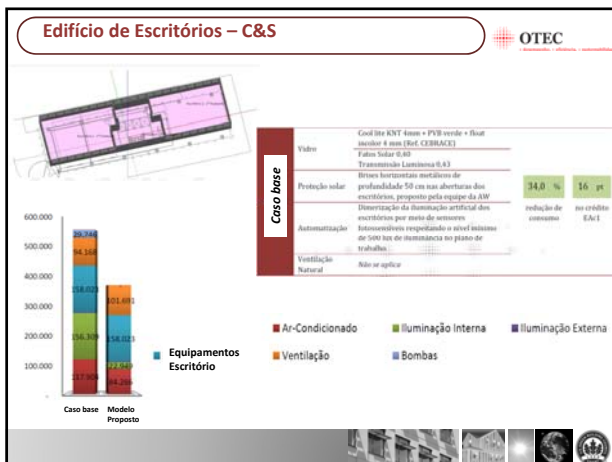 Edifício de Escritórios – C&S
OTEC
Caso base
Vidro
Cool lite KNT 4mm + PVB verde + float
incolor 4 mm (Ref. CEBRACE)
Fator Solar 0,40
Transmissão Luminosa 0,43
Proteção solar
Brises horizontais metálicos de
profundidade 50 cm nas aberturas dos
escritórios, proposto pela equipe da AW
Automatização
Dimerização da iluminação artificial dos
escritórios por meio de sensores
fotossensíveis respeitando o nível mínimo
de 500 lux de iluminância no plano de
trabalho
Ventilação
Natural
Não se aplica
34,0 %
16 pt
redução de
consumo
no crédito
EAc1
600.000
500.000
400.000
300.000
200.000
100.000
-
29.746
94.168
158.023
156.309
117.504
101.691
158.023
84.286
Caso base
Modelo
Proposto
Equipamentos
Escritório
Ar-Condicionado
Iluminação Interna
Iluminação Externa
Ventilação
Bombas